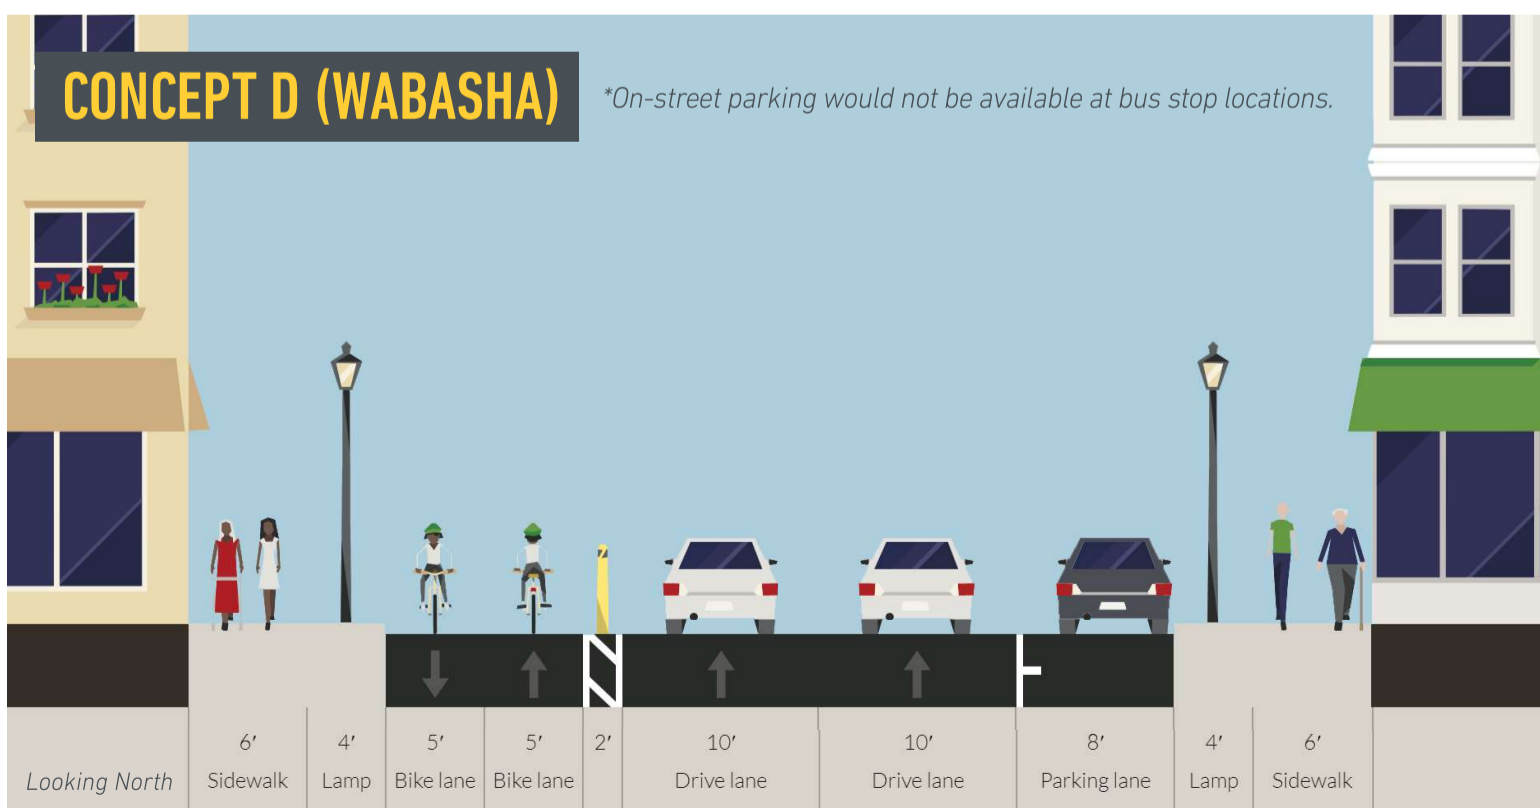 CONCEPT D (WABASHA)
*On-street parking would not be available at bus stop locations.
6′ 4′ 5′ 5′ 2′ 10′ 10′ 8′ 4′ 6′
Looking North Sidewalk Lamp Bike lane Bike lane Drive lane Drive lane Parking lane Lamp Sidewalk